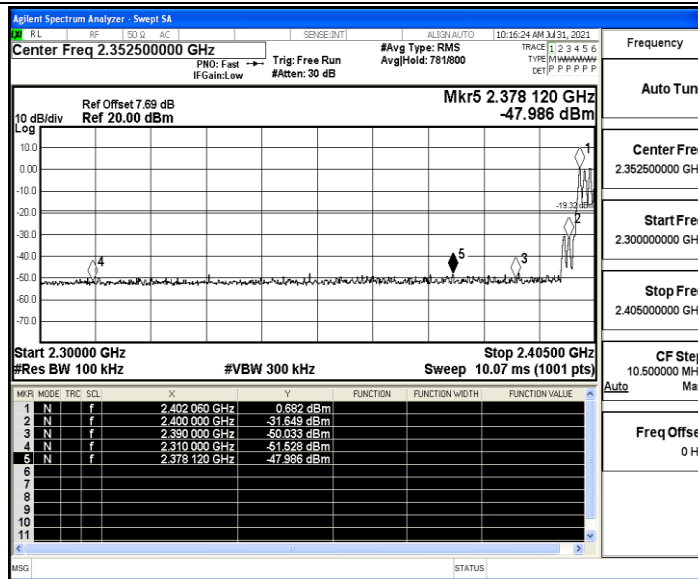 Agilent Spectrum Analyzer - Swept SA
RL RF 50 Ω AC SENSE:INT ALIGN AUTO 10:16:24 AM Jul 31, 2021
Center Freq 2.352500000 GHz #Avg Type: RMS TRACE 1 2 3 4 5 6
PNO: Fast Trig: Free Run Avg|Hold: 781/800 TYPE M
IFGain:Low #Atten: 30 dB DET P P P P P P
Mkr5 2.378 120 GHz
Ref Offset 7.69 dB
10 dB/div Ref 20.00 dBm -47.986 dBm
Log
10.0
0.00
-10.0
-20.0
-30.0
-40.0
-50.0
-60.0
-70.0
1
-19.32 dBm
2
3
4
5
Start 2.30000 GHz Stop 2.40500 GHz
#Res BW 100 kHz #VBW 300 kHz Sweep 10.07 ms (1001 pts)
MKR MODE TRC SCL X Y FUNCTION FUNCTION WIDTH FUNCTION VALUE
1 N f 2.402 060 GHz 0.682 dBm
2 N f 2.400 000 GHz -31.649 dBm
3 N f 2.390 000 GHz -50.033 dBm
4 N f 2.310 000 GHz -51.528 dBm
5 N f 2.378 120 GHz -47.986 dBm
6
7
8
9
10
11
MSG STATUS
Frequency
Auto Tun
Center Fre
2.352500000 GH
Start Fre
2.300000000 GH
Stop Fre
2.405000000 GH
CF Ste
10.500000 MH
Auto Ma
Freq Offse
0 H